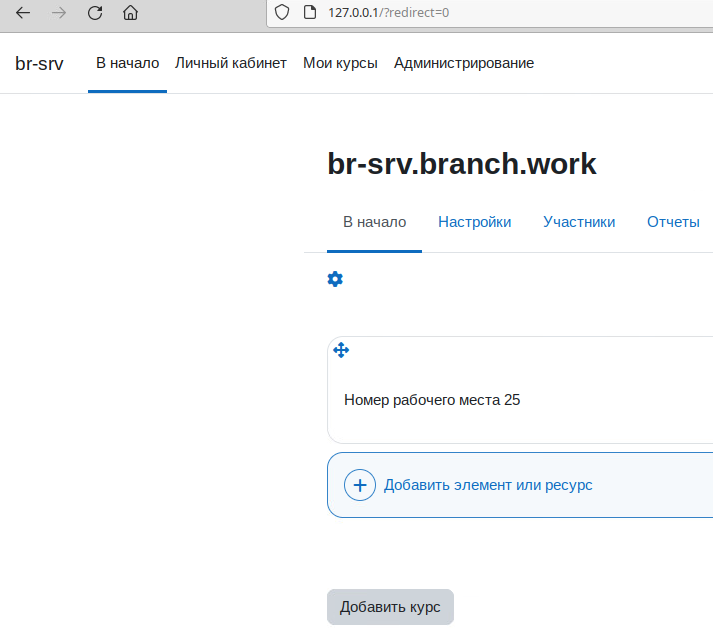 127.0.0.1/?redirect=0
br-srv В начало Личный кабинет Мои курсы Администрирование
br-srv.branch.work
В начало Настройки Участники Отчеты
Номер рабочего места 25
Добавить элемент или ресурс
Добавить курс